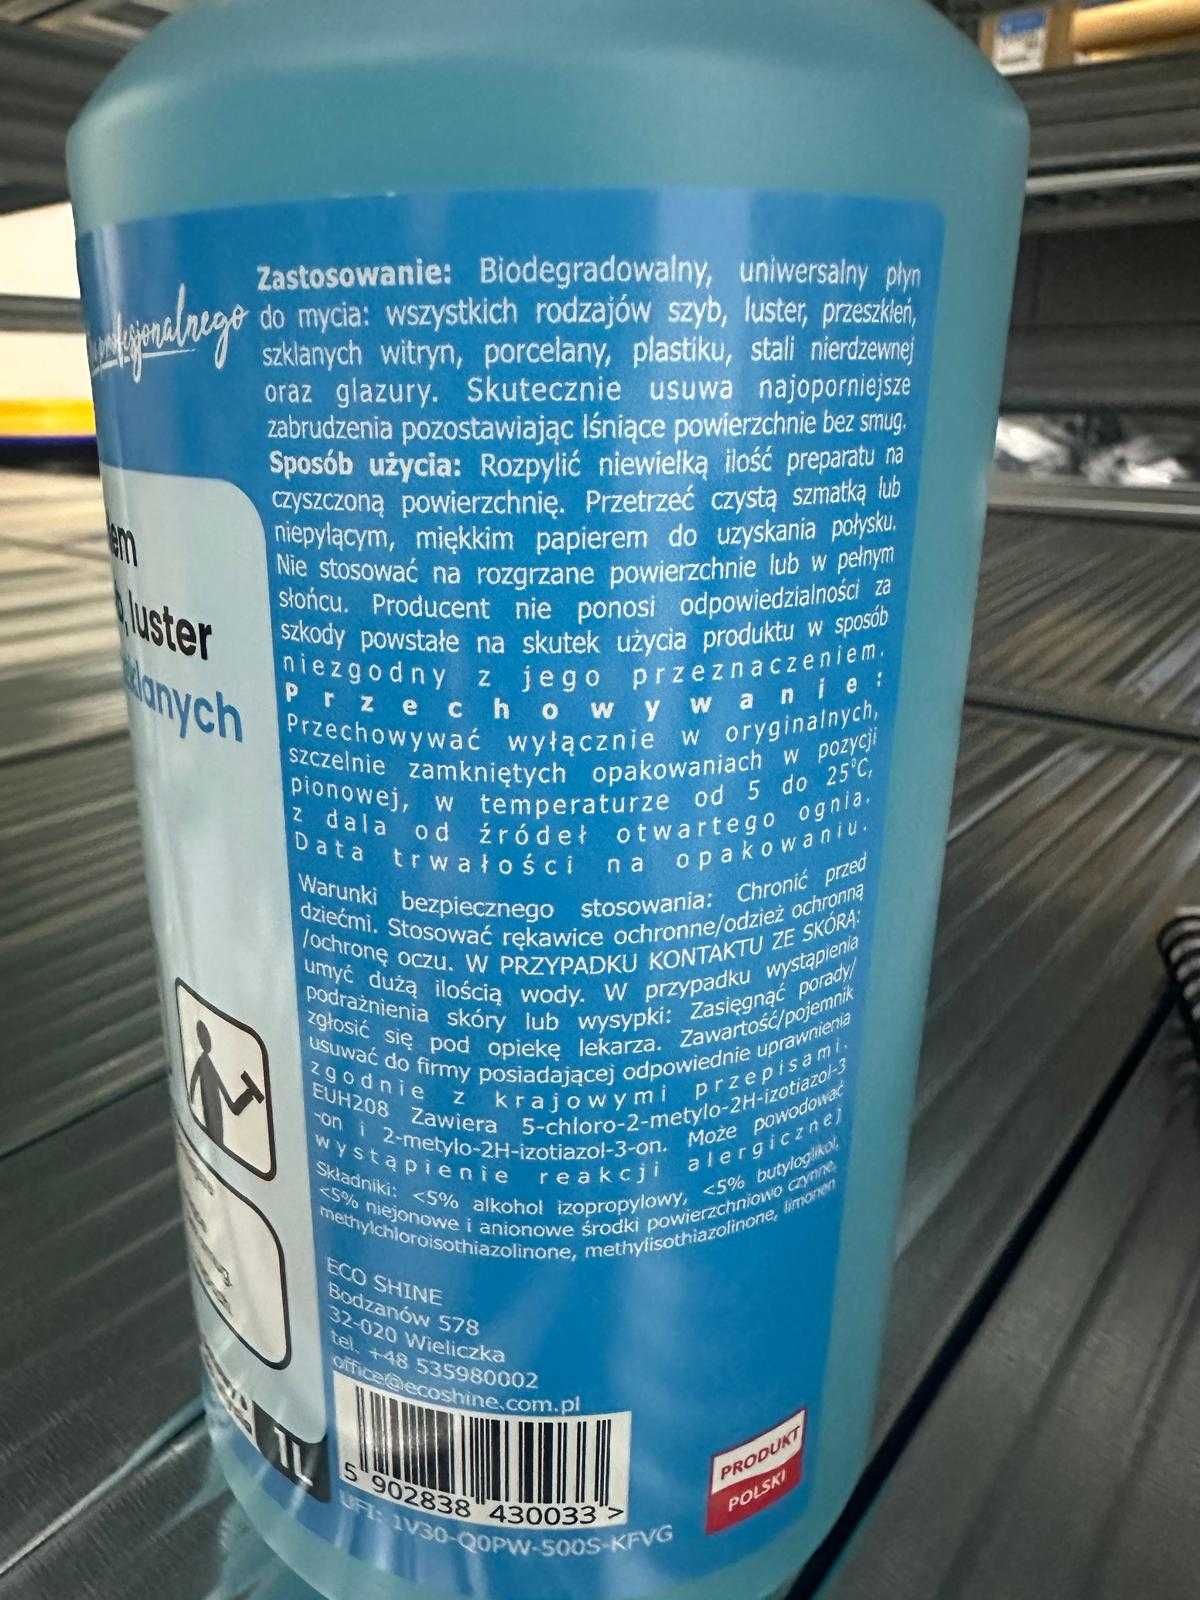 profesjonalnego
luster
1L
Zastosowanie: Biodegradowalny, uniwersalny płyn
do mycia: wszystkich rodzajów szyb, luster, przeszkleń,
szklanych witryn, porcelany, plastiku, stali nierdzewnej
oraz glazury. Skutecznie usuwa najoporniejsze
zabrudzenia pozostawiając lśniące powierzchnie bez smug.
Sposób użycia: Rozpylić niewielką ilość preparatu na
czyszczoną powierzchnię. Przetrzeć czystą szmatką lub
niepylącym, miękkim papierem do uzyskania połysku.
Nie stosować na rozgrzane powierzchnie lub w pełnym
słońcu. Producent nie ponosi odpowiedzialności za
szkody powstałe na skutek użycia produktu w sposób
niezgodny z jego przeznaczeniem.
Przechowywanie:
Przechowywać wyłącznie w oryginalnych,
szczelnie zamkniętych opakowaniach w pozycji
pionowej, w temperaturze od 5 do 25°C,
z dala od źródeł otwartego ognia.
Data trwałości na opakowaniu.
Warunki bezpiecznego stosowania: Chronić przed
dziećmi. Stosować rękawice ochronne/odzież ochronną
/ochronę oczu. W PRZYPADKU KONTAKTU ZE SKÓRĄ:
umyć dużą ilością wody. W przypadku wystąpienia
podrażnienia skóry lub wysypki: Zasięgnąć porady/
zgłosić się pod opiekę lekarza. Zawartość/pojemnik
usuwać do firmy posiadającej odpowiednie uprawnienia
zgodnie z krajowymi przepisami.
EUH208 Zawiera 5-chloro-2-metylo-2H-izotiazol-3
-on i 2-metylo-2H-izotiazol-3-on. Może powodować
wystąpienie reakcji alergicznej
Składniki: <5% alkohol izopropylowy, <5% butyloglikol,
<5% niejonowe i anionowe środki powierzchniowo czynne,
methylchloroisothiazolinone, methylisothiazolinone, limonen
ECO SHINE
Bodzanów 578
32-020 Wieliczka
tel. +48 535980002
office@ecoshine.com.pl
5 902838 430033 >
UFI: 1V30-Q0PW-500S-KFVG
PRODUKT
POLSKI